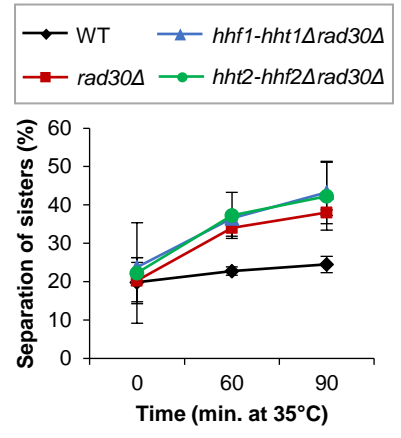 WT hhf1-hht1Δrad30Δ
rad30Δ hht2-hhf2Δrad30Δ
60
50
40
30
20
10
0
Separation of sisters (%)
0 60 90
Time (min. at 35°C)